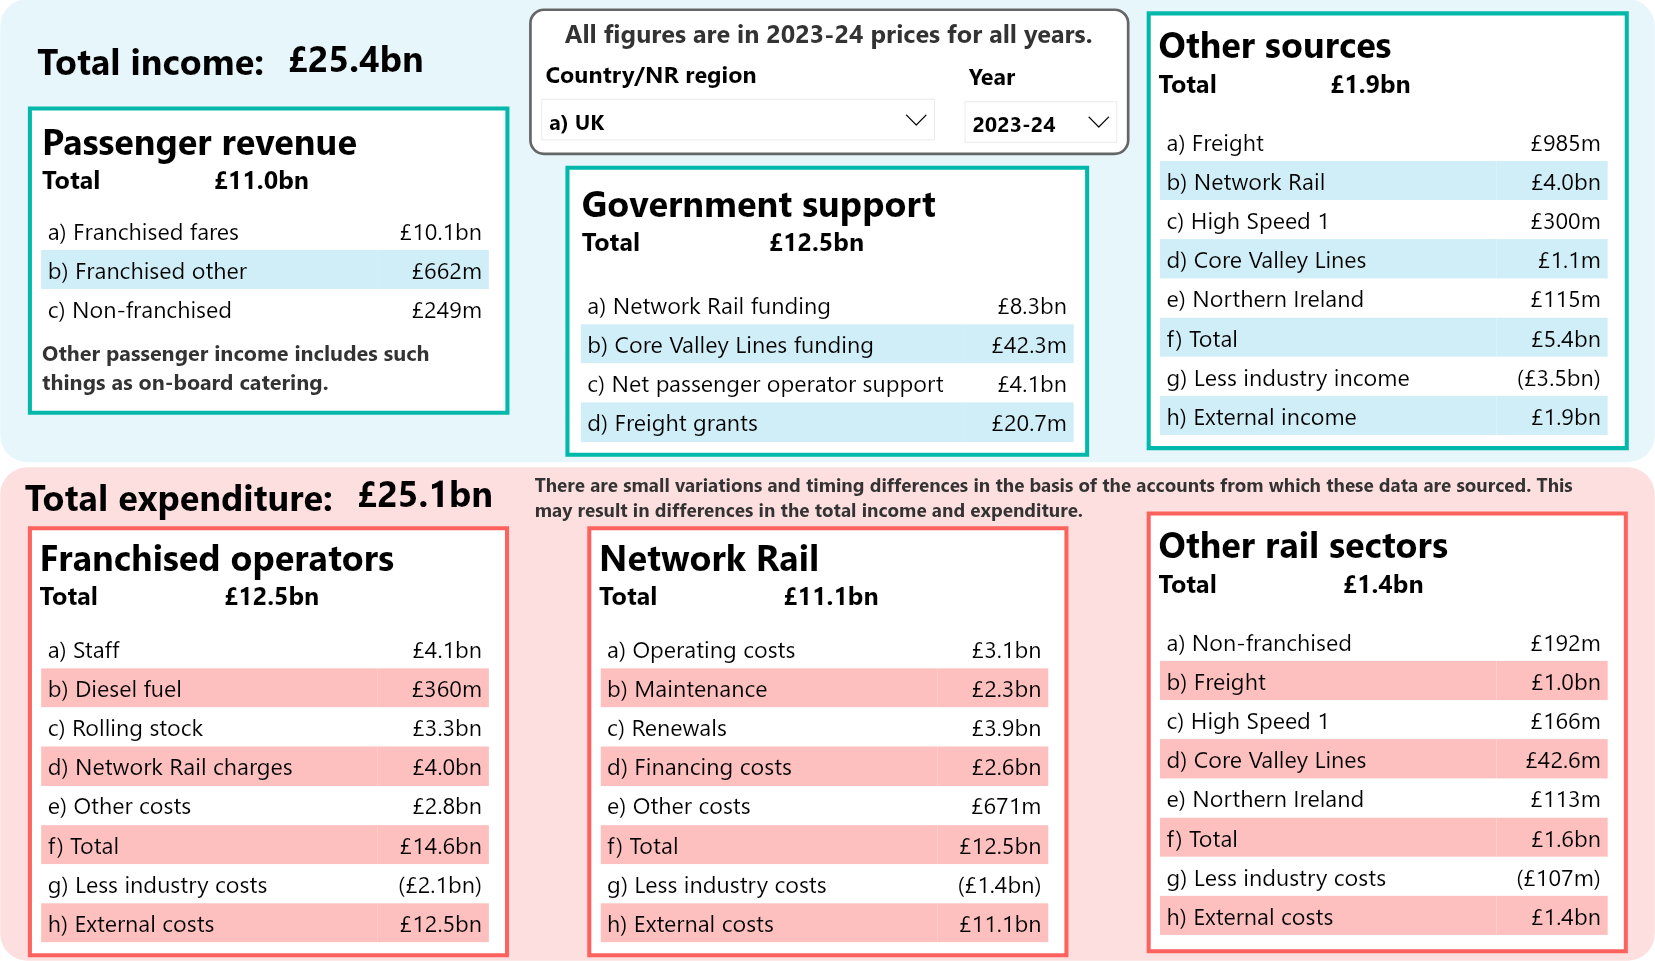 Total income: £25.4bn
Passenger revenue
Total £11.0bn
a) Franchised fares £10.1bn
b) Franchised other £662m
c) Non-franchised £249m
Other passenger income includes such
things as on-board catering.
All figures are in 2023-24 prices for all years.
Country/NR region Year
a) UK 2023-24
Government support
Total £12.5bn
a) Network Rail funding £8.3bn
b) Core Valley Lines funding £42.3m
c) Net passenger operator support £4.1bn
d) Freight grants £20.7m
Other sources
Total £1.9bn
a) Freight £985m
b) Network Rail £4.0bn
c) High Speed 1 £300m
d) Core Valley Lines £1.1m
e) Northern Ireland £115m
f) Total £5.4bn
g) Less industry income (£3.5bn)
h) External income £1.9bn
Total expenditure: £25.1bn
There are small variations and timing differences in the basis of the accounts from which these data are sourced. This
may result in differences in the total income and expenditure.
Franchised operators
Total £12.5bn
a) Staff £4.1bn
b) Diesel fuel £360m
c) Rolling stock £3.3bn
d) Network Rail charges £4.0bn
e) Other costs £2.8bn
f) Total £14.6bn
g) Less industry costs (£2.1bn)
h) External costs £12.5bn
Network Rail
Total £11.1bn
a) Operating costs £3.1bn
b) Maintenance £2.3bn
c) Renewals £3.9bn
d) Financing costs £2.6bn
e) Other costs £671m
f) Total £12.5bn
g) Less industry costs (£1.4bn)
h) External costs £11.1bn
Other rail sectors
Total £1.4bn
a) Non-franchised £192m
b) Freight £1.0bn
c) High Speed 1 £166m
d) Core Valley Lines £42.6m
e) Northern Ireland £113m
f) Total £1.6bn
g) Less industry costs (£107m)
h) External costs £1.4bn